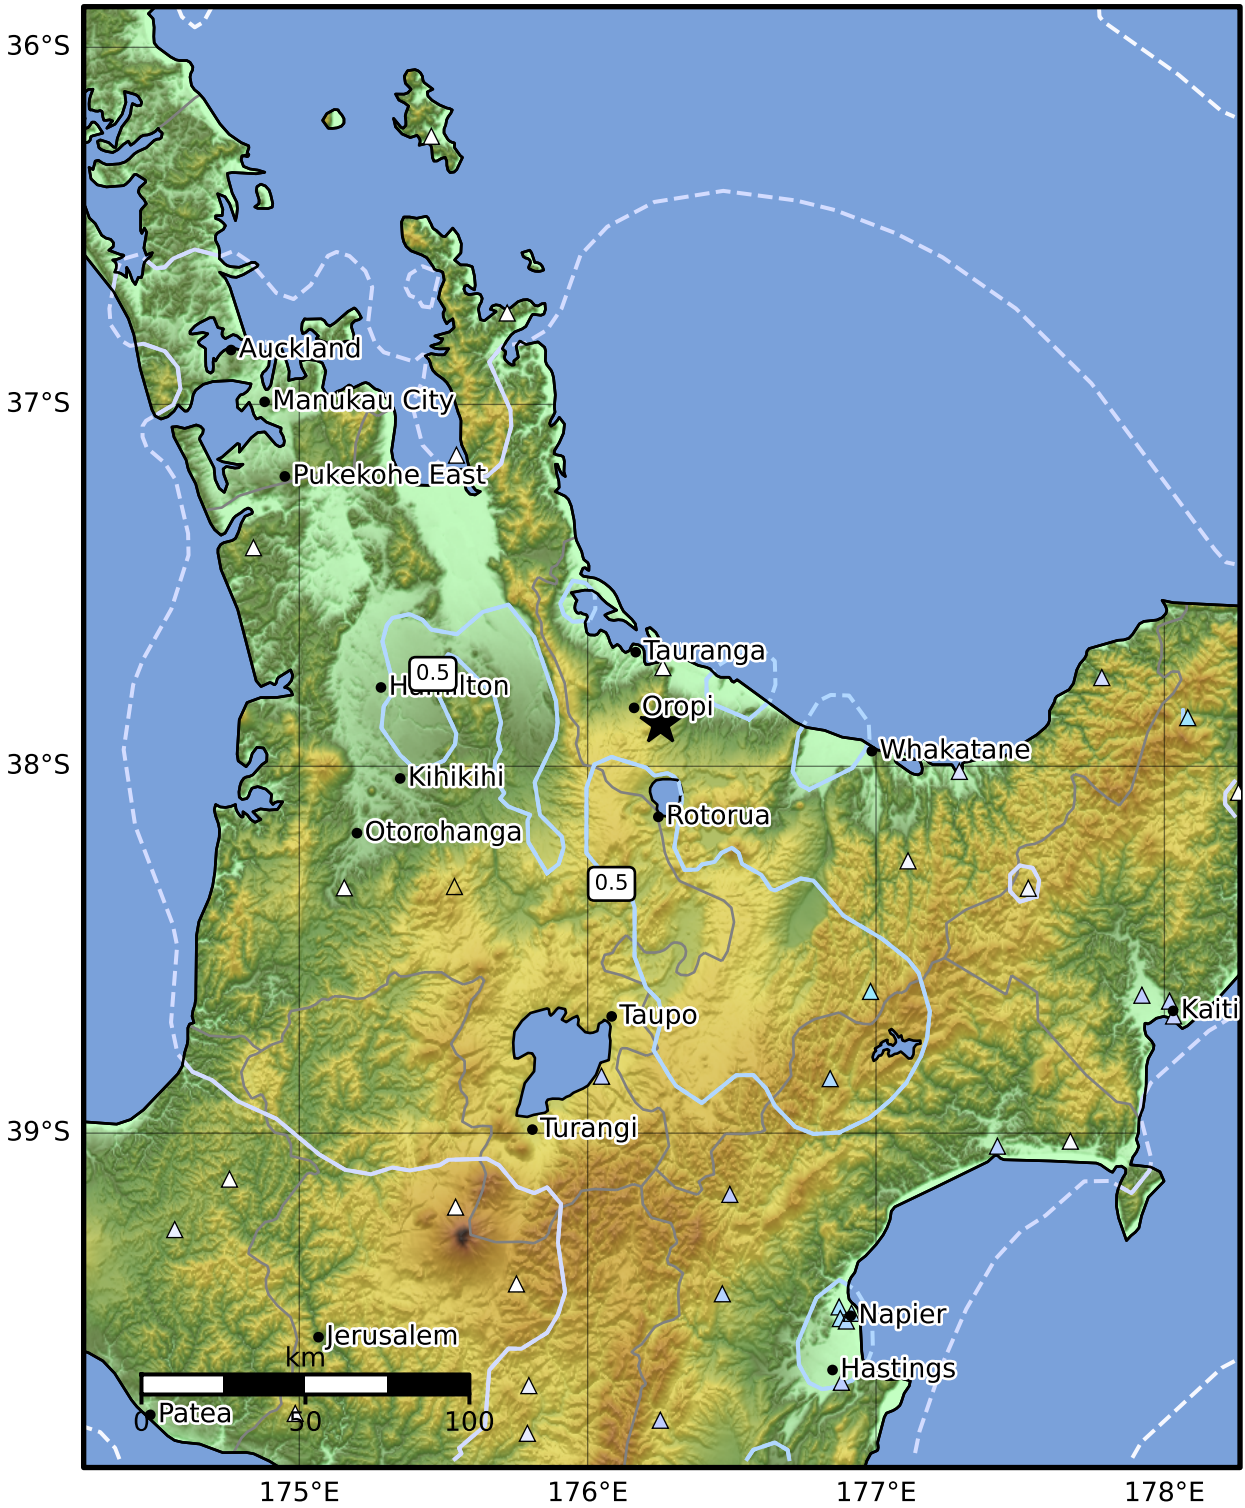 36°S
Auckland
37°S
Manukau City
Pukekohe East
Tauranga
0.5
Hamilton
Oropi
Whakatane
38°S
Kihikihi
Rotorua
Otorohanga
0.5
Kaiti
Taupo
39°S
Turangi
Napier
Jerusalem
km
Hastings
Patea
0 50 100
175°E 176°E 177°E 178°E